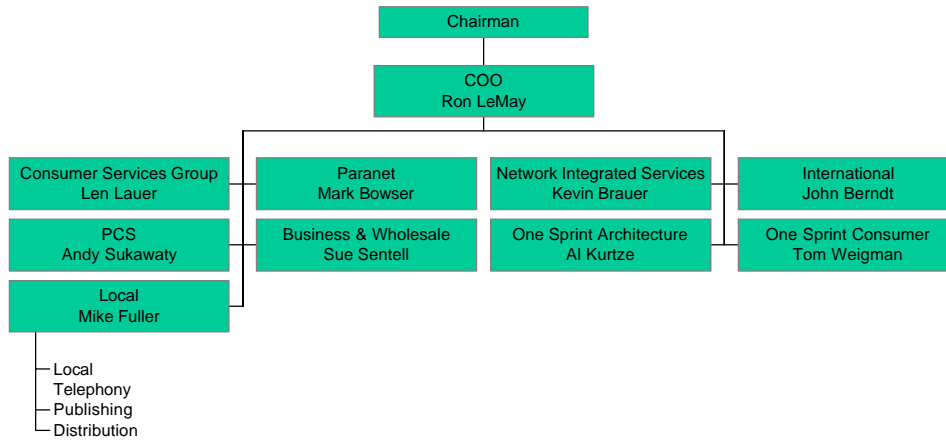 Chairman
COO
Ron LeMay
Consumer Services Group
Len Lauer
Paranet
Mark Bowser
Network Integrated Services
Kevin Brauer
International
John Berndt
PCS
Andy Sukawaty
Business & Wholesale
Sue Sentell
One Sprint Architecture
Al Kurtze
One Sprint Consumer
Tom Weigman
Local
Mike Fuller
Local
Telephony
Publishing
Distribution